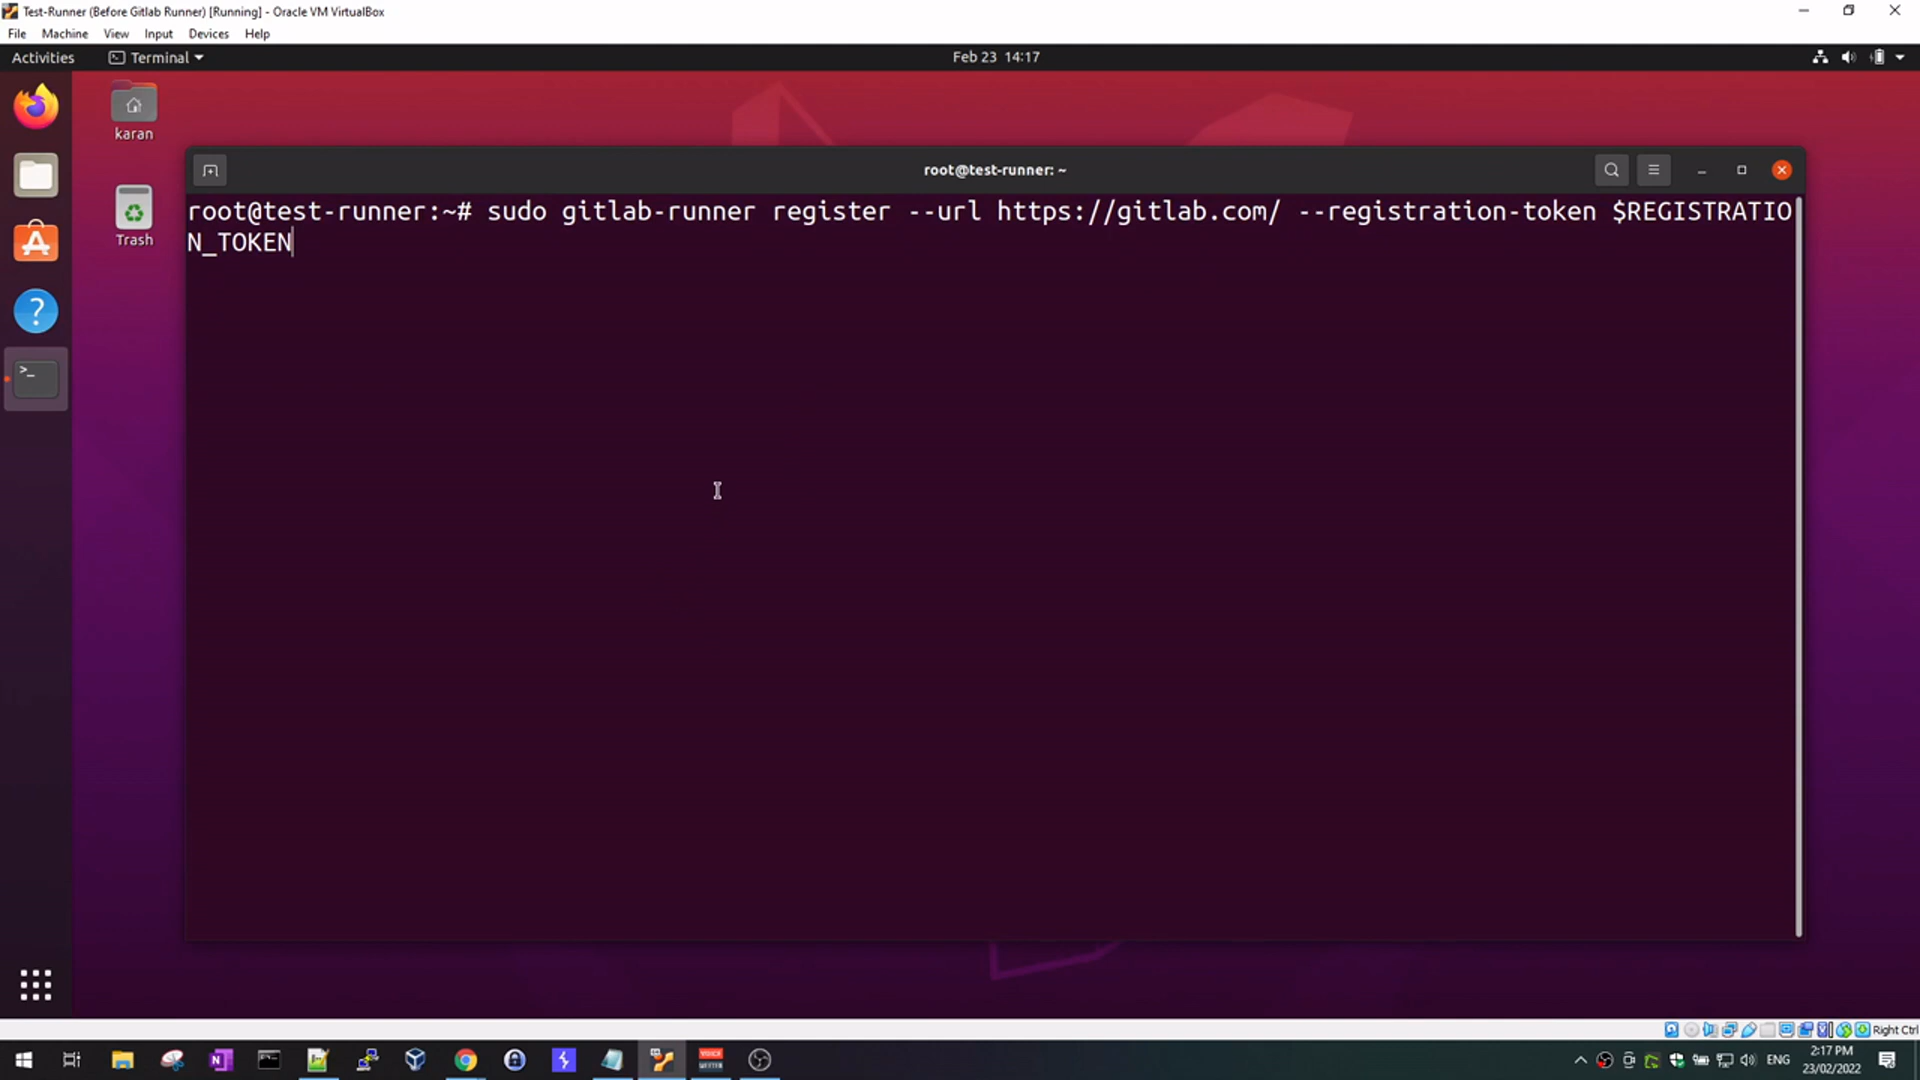 Test-Runner (Before Gitlab Runner) [Running] - Oracle VM VirtualBox
File Machine View Input Devices Help
Activities Terminal Feb 23 14:17
karan
Trash
root@test-runner: ~
root@test-runner:~# sudo gitlab-runner register --url https://gitlab.com/ --registration-token $REGISTRATIO
N_TOKEN
Right Ctrl
VOICE
ENG
2:17 PM
23/02/2022